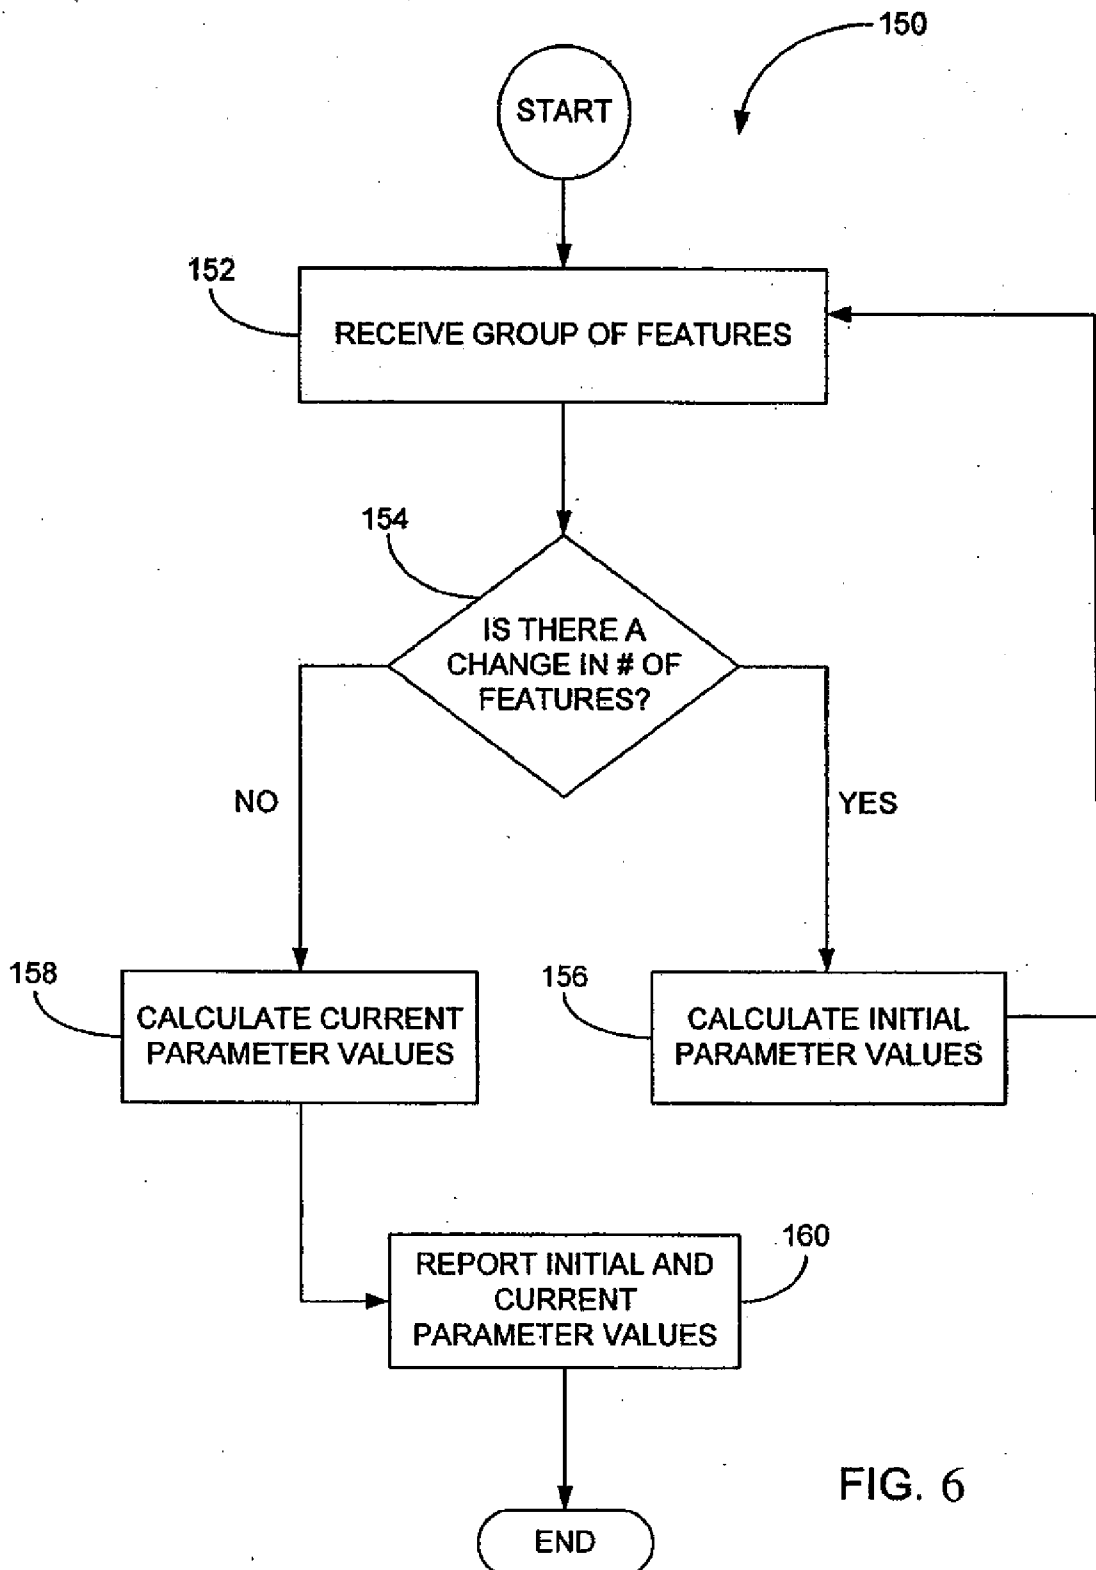 150
START
152
RECEIVE GROUP OF FEATURES
154
IS THERE A
CHANGE IN # OF
FEATURES?
NO
YES
158
CALCULATE CURRENT
PARAMETER VALUES
156
CALCULATE INITIAL
PARAMETER VALUES
160
REPORT INITIAL AND
CURRENT
PARAMETER VALUES
FIG. 6
END